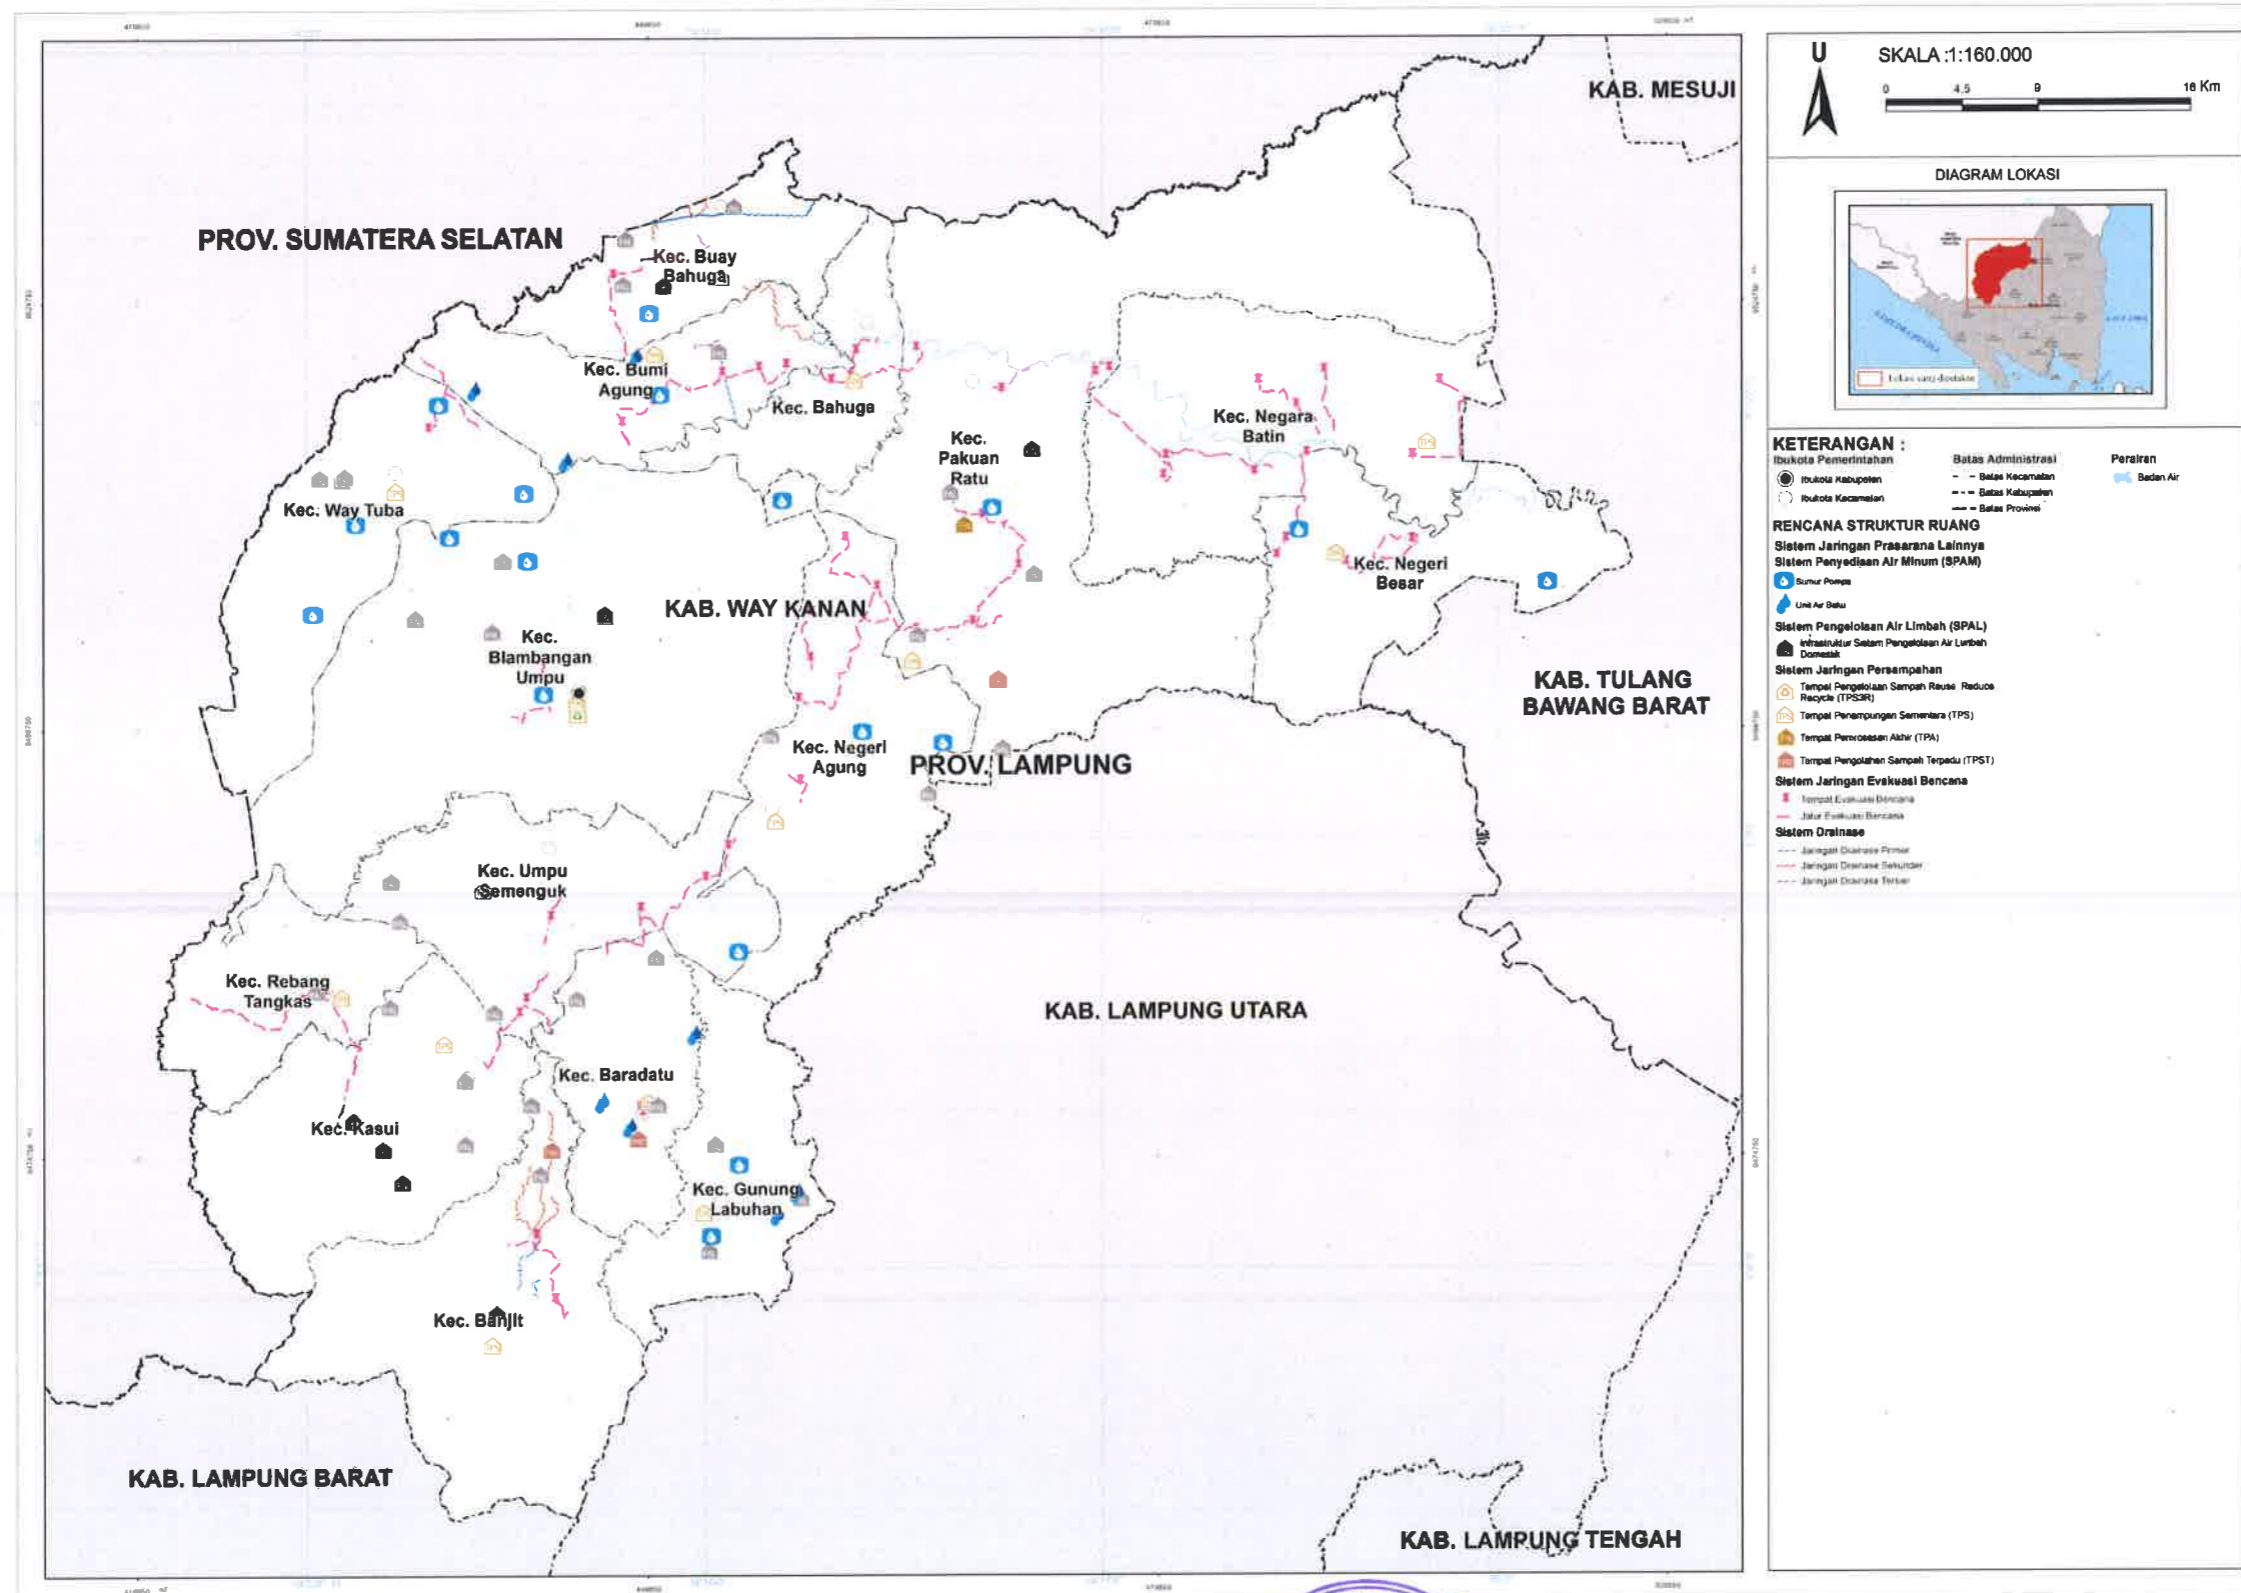 U
SKALA :1:160.000
0 4,5 9 18 Km
DIAGRAM LOKASI
Lokasi yang dipetakan
KETERANGAN :
Ibukota Pemerintahan
Ibukota Kabupaten
Ibukota Kecamatan
Batas Administrasi
Batas Kecamatan
Batas Kabupaten
Batas Provinsi
Perairan
Badan Air
RENCANA STRUKTUR RUANG
Sistem Jaringan Prasarana Lainnya
Sistem Penyediaan Air Minum (SPAM)
Sumur Pompa
Unit Air Baku
Sistem Pengelolaan Air Limbah (SPAL)
Infrastruktur Sistem Pengelolaan Air Limbah
Domestik
Sistem Jaringan Persampahan
Tempat Pengelolaan Sampah Reuse Reduce
Recycle (TPS3R)
Tempat Penampungan Sementara (TPS)
Tempat Pemrosesan Akhir (TPA)
Tempat Pengolahan Sampah Terpadu (TPST)
Sistem Jaringan Evakuasi Bencana
Tempat Evakuasi Bencana
Jalur Evakuasi Bencana
Sistem Drainase
Jaringan Drainase Primer
Jaringan Drainase Sekunder
Jaringan Drainase Tersier
KAB. MESUJI
PROV. SUMATERA SELATAN
Kec. Buay
Bahuga
Kec. Bumi
Agung
Kec. Bahuga
Kec. Negara
Batin
Kec.
Pakuan
Ratu
TPS
TPS
Kec. Way Tuba
Kec. Negeri
Besar
KAB. WAY KANAN
Kec.
Blambangan
Umpu
KAB. TULANG
BAWANG BARAT
Kec. Negeri
Agung
PROV. LAMPUNG
TPS
Kec. Umpu
Semenguk
Kec. Rebang
Tangkas
KAB. LAMPUNG UTARA
TPS
Kec. Baradatu
Kec. Kasui
Kec. Gunung
Labuhan
Kec. Banjit
TPS
KAB. LAMPUNG BARAT
KAB. LAMPUNG TENGAH